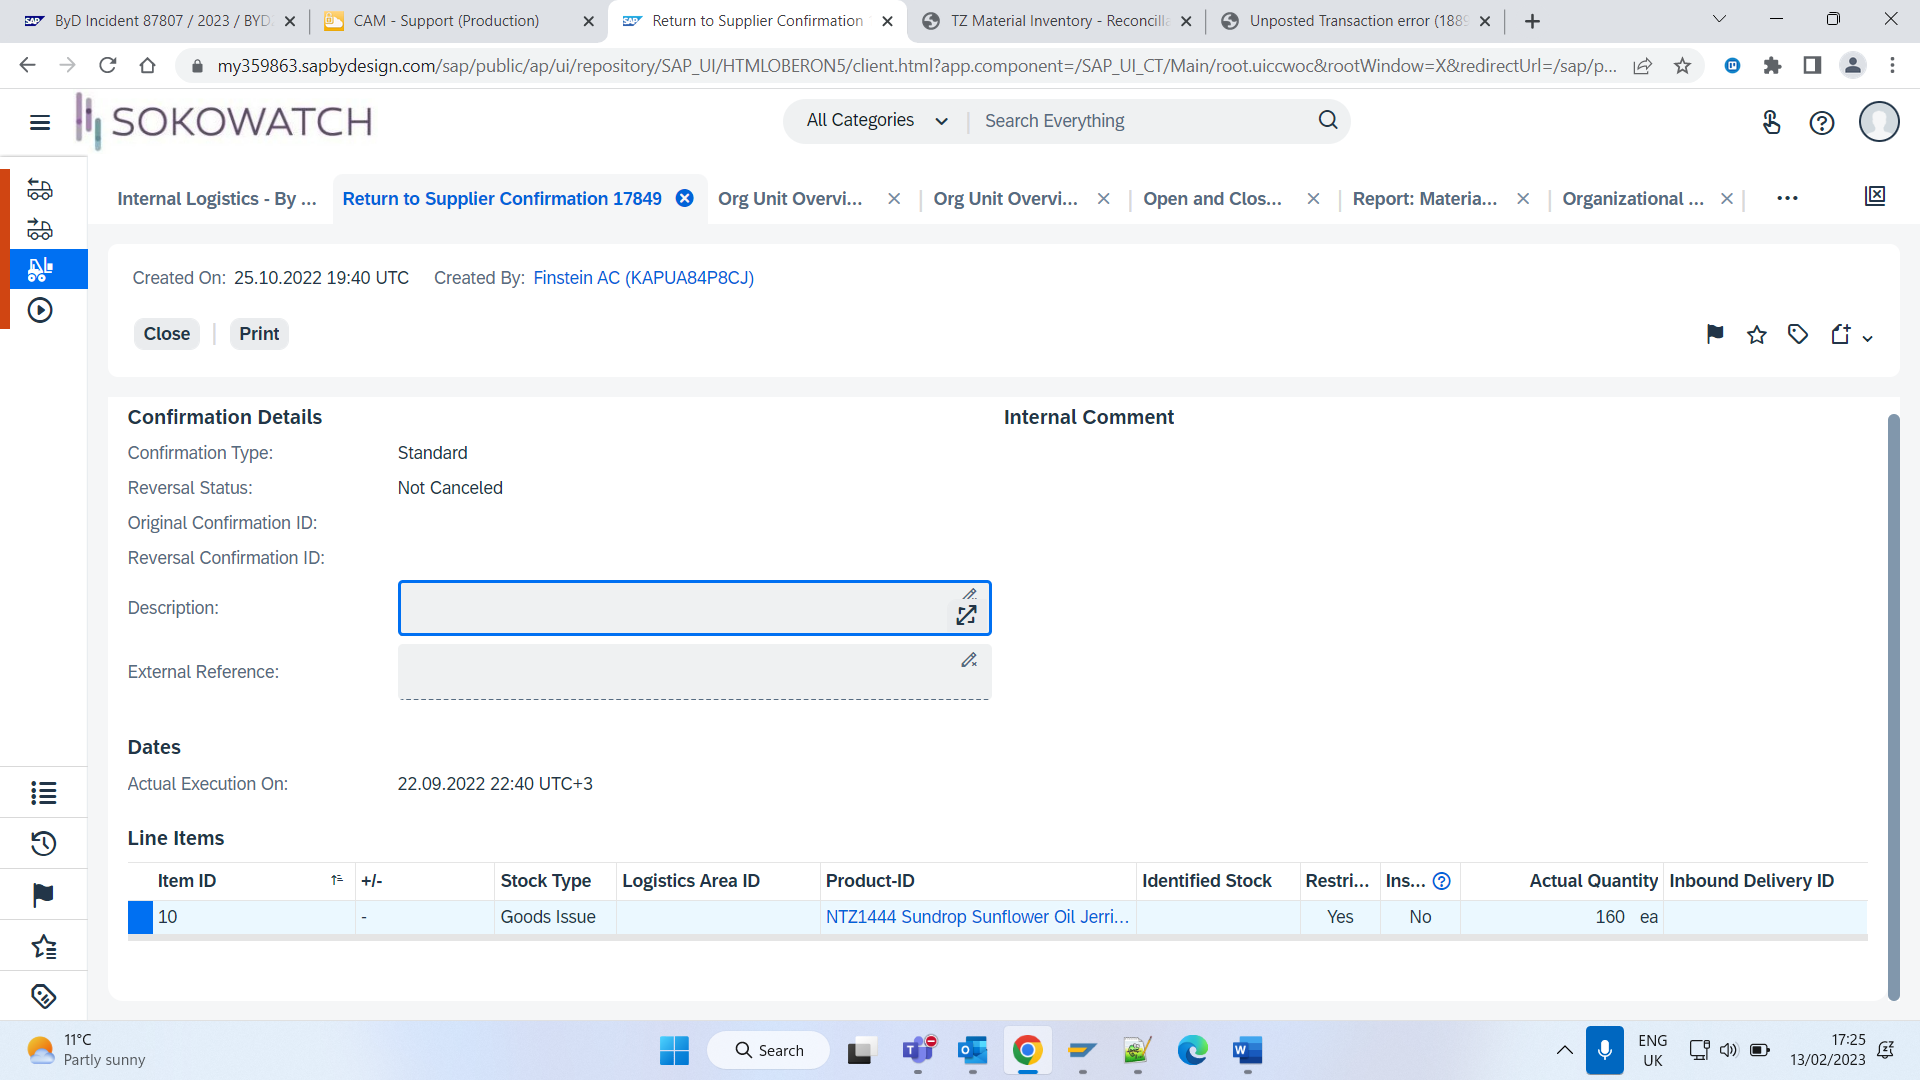 ByD Incident 87807 / 2023 / BYD
CAM - Support (Production)
Return to Supplier Confirmation
TZ Material Inventory - Reconcilla
Unposted Transaction error (1889
my359863.sapbydesign.com/sap/public/ap/ui/repository/SAP_UI/HTMLOBERON5/client.html?app.component=/SAP_UI_CT/Main/root.uiccwoc&rootWindow=X&redirectUrl=/sap/p...
SOKOWATCH
All Categories
Search Everything
Internal Logistics - By ...
Return to Supplier Confirmation 17849
Org Unit Overvi...
Org Unit Overvi...
Open and Clos...
Report: Materia...
Organizational ...
Created On: 25.10.2022 19:40 UTC Created By: Finstein AC (KAPUA84P8CJ)
Close
Print
Confirmation Details
Internal Comment
Confirmation Type: Standard
Reversal Status: Not Canceled
Original Confirmation ID:
Reversal Confirmation ID:
Description:
External Reference:
Dates
Actual Execution On: 22.09.2022 22:40 UTC+3
Line Items
Item ID +/- Stock Type Logistics Area ID Product-ID Identified Stock Restri... Ins... Actual Quantity Inbound Delivery ID
10 - Goods Issue NTZ1444 Sundrop Sunflower Oil Jerri... Yes No 160 ea
11°C
Partly sunny
Search
ENG
UK
17:25
13/02/2023